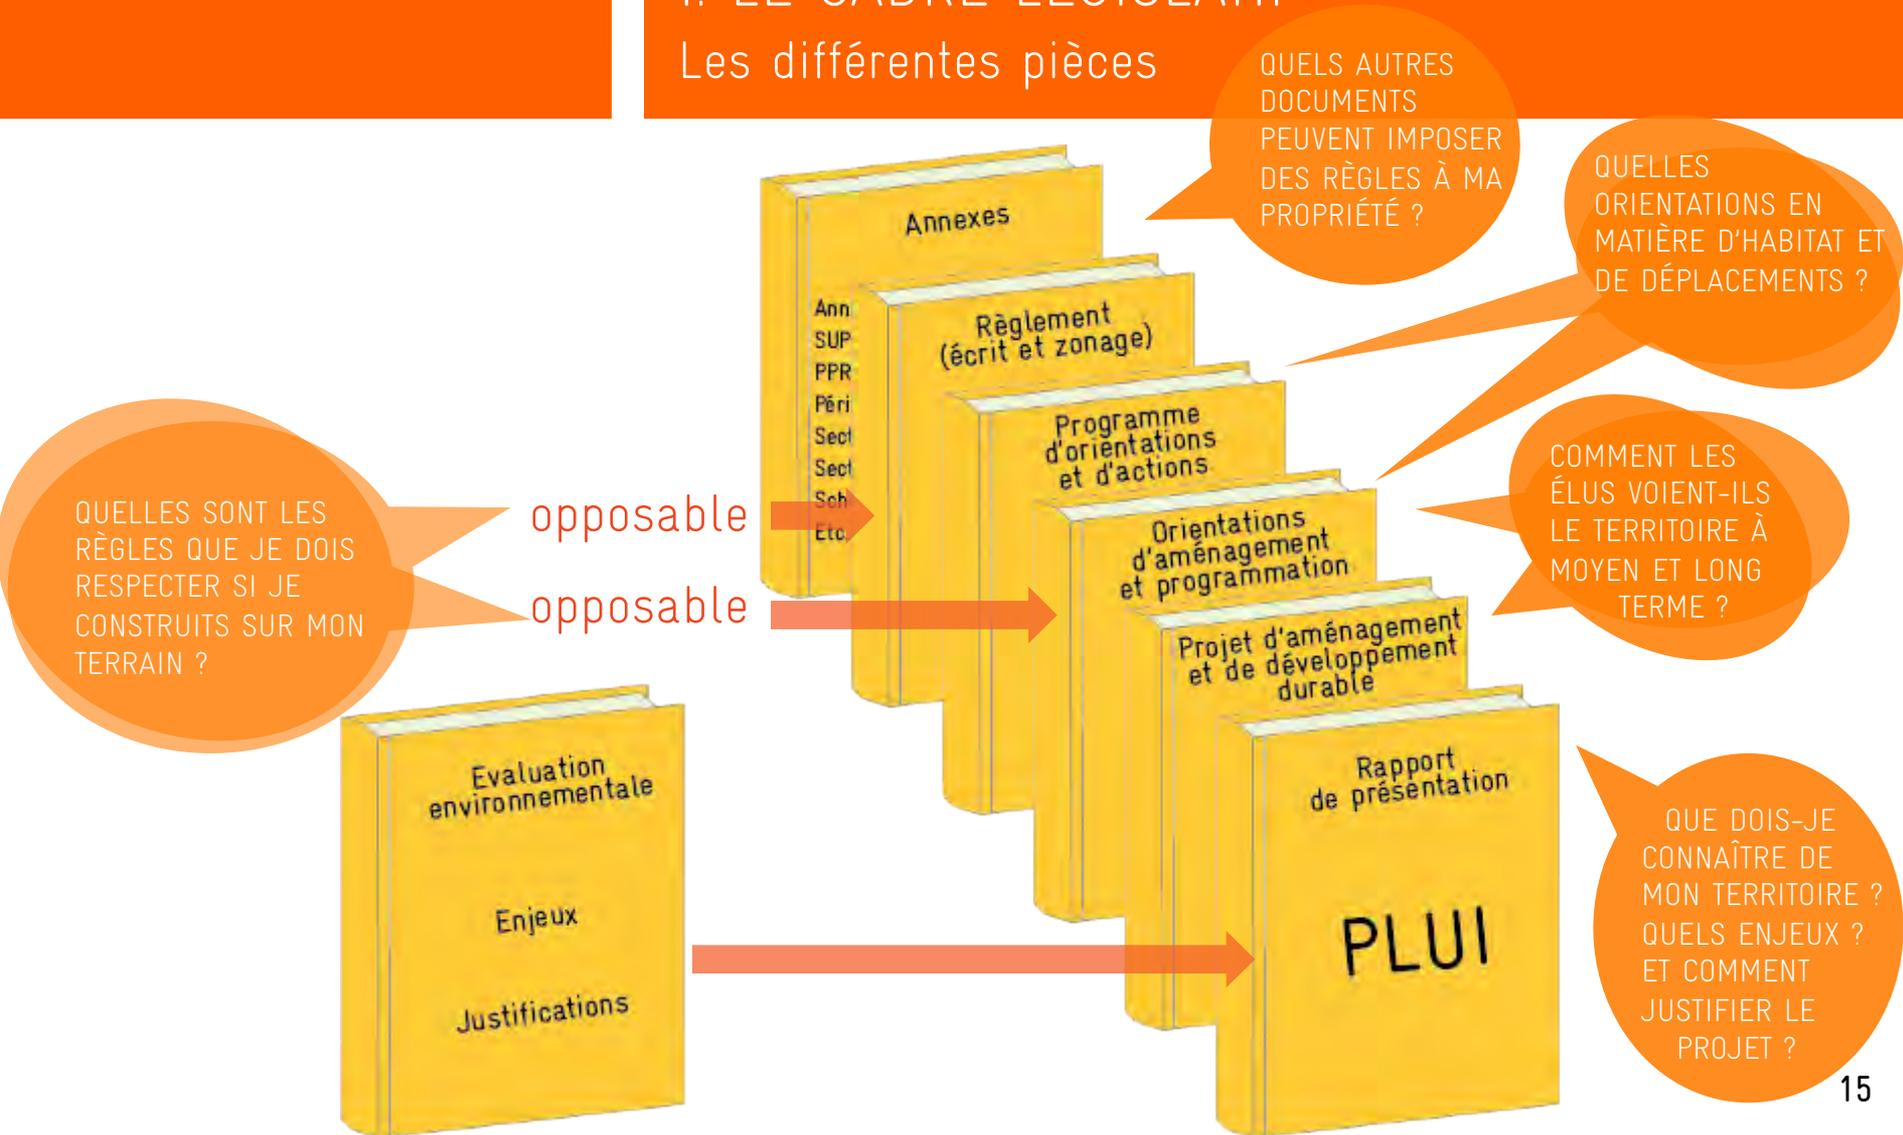 1. LE CADRE LEGISLATIF
Les différentes pièces
QUELS AUTRES
DOCUMENTS
PEUVENT IMPOSER
DES RÈGLES À MA
PROPRIÉTÉ ?
QUELLES
ORIENTATIONS EN
MATIÈRE D'HABITAT ET
DE DÉPLACEMENTS ?
COMMENT LES
ÉLUS VOIENT-ILS
LE TERRITOIRE À
MOYEN ET LONG
TERME ?
QUELLES SONT LES
RÈGLES QUE JE DOIS
RESPECTER SI JE
CONSTRUITS SUR MON
TERRAIN ?
opposable
opposable
Annexes
Ann
SUP
PPR
Péri
Sect
Sect
Sch
Etc.
Règlement
(écrit et zonage)
Programme
d'orientations
et d'actions
Orientations
d'aménagement
et programmation
Projet d'aménagement
et de développement
durable
Rapport
de présentation
PLUI
Evaluation
environnementale
Enjeux
Justifications
QUE DOIS-JE
CONNAÎTRE DE
MON TERRITOIRE ?
QUELS ENJEUX ?
ET COMMENT
JUSTIFIER LE
PROJET ?
15